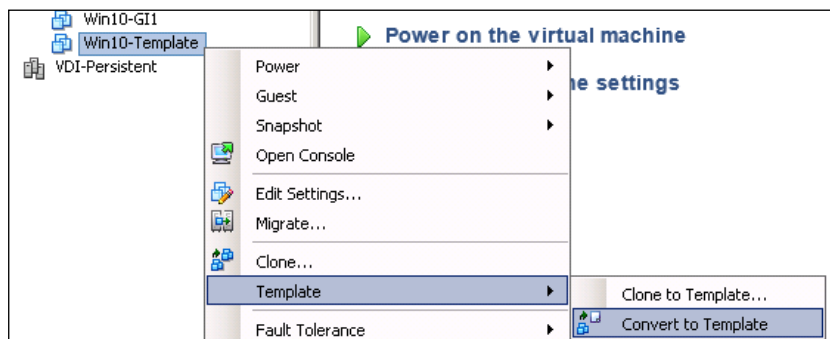 Win10-GI1
Win10-Template
VDI-Persistent
Power on the virtual machine
e settings
Power
Guest
Snapshot
Open Console
Edit Settings...
Migrate...
Clone...
Template
Fault Tolerance
Clone to Template...
Convert to Template